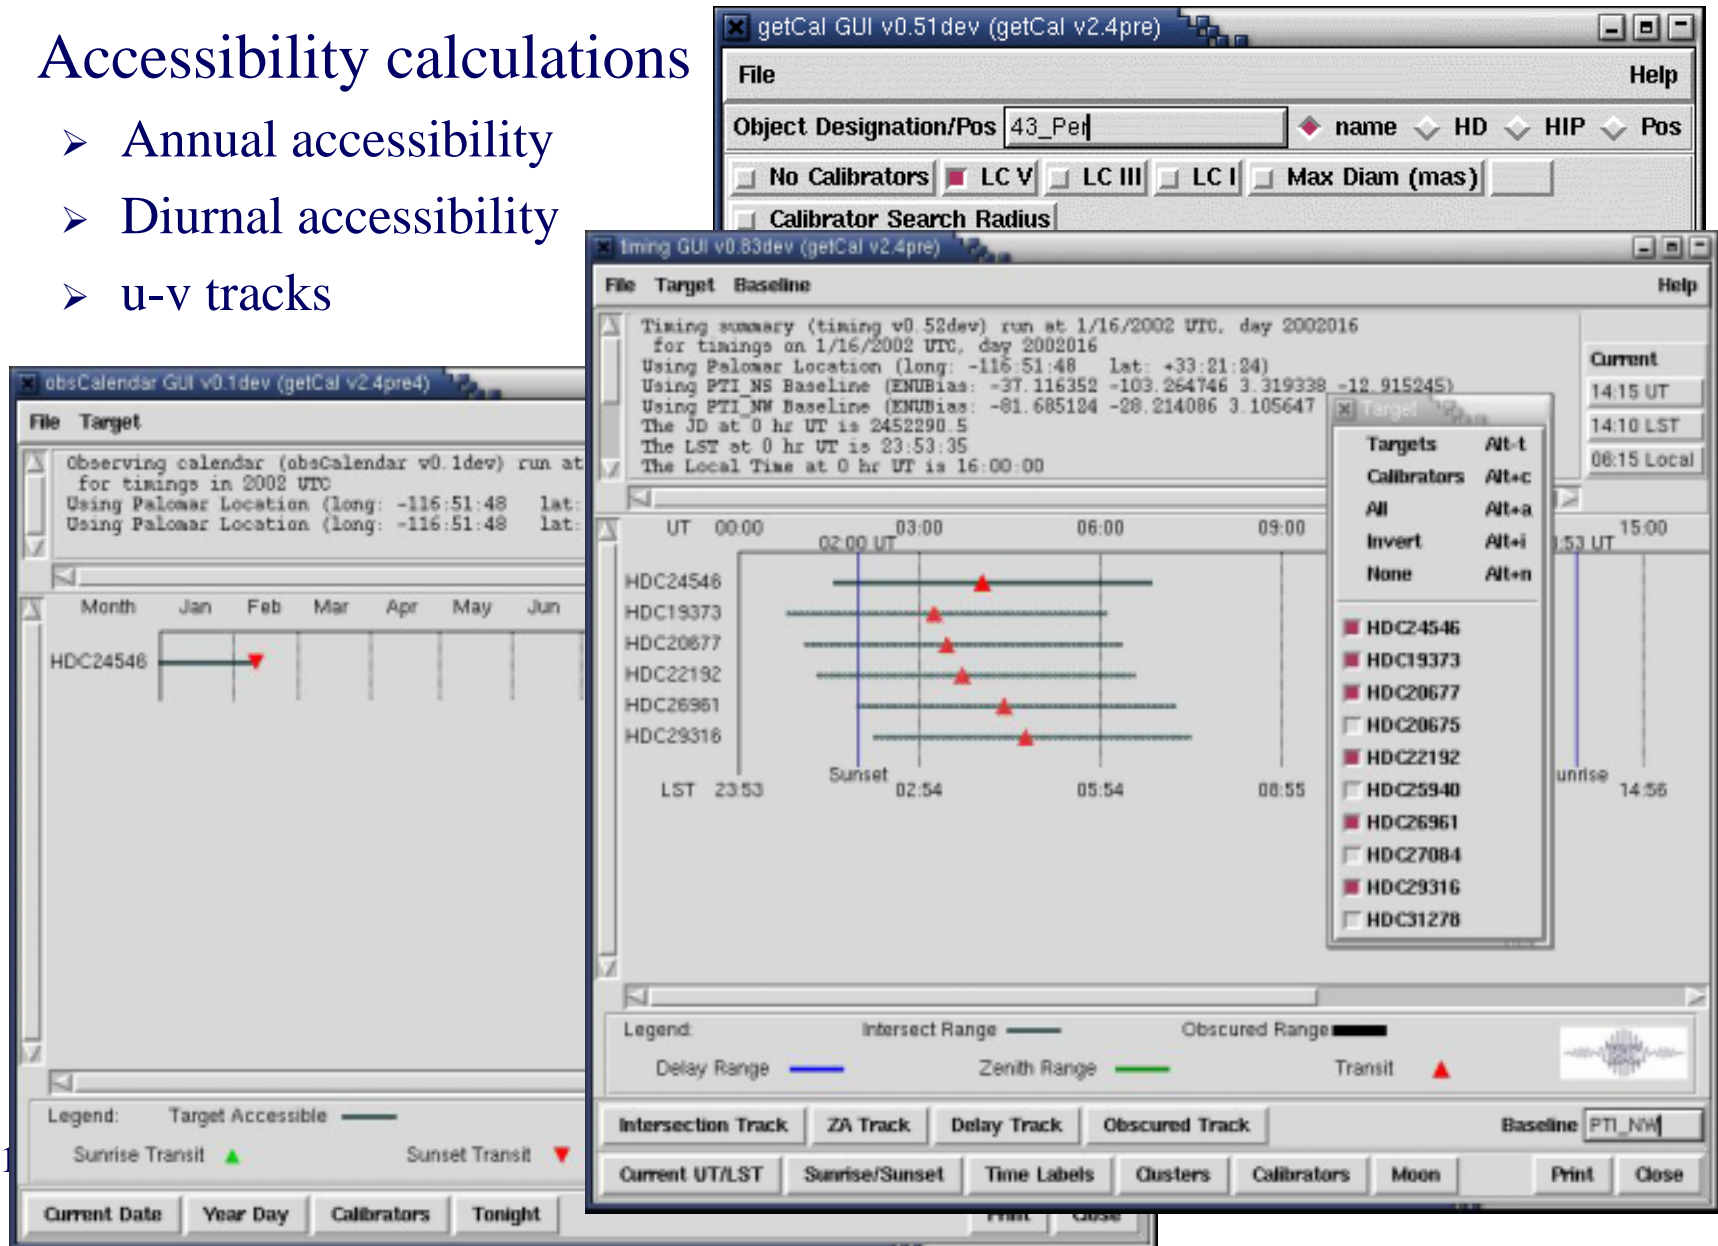 Accessibility calculations
➢ Annual accessibility
➢ Diurnal accessibility
➢ u-v tracks
getCal GUI v0.51dev (getCal v2.4pre)
File Help
Object Designation/Pos 43_Per name HD HIP Pos
No Calibrators LC V LC III LC I Max Diam (mas)
Calibrator Search Radius
timing GUI v0.83dev (getCal v2.4pre)
File Target Baseline Help
Timing summary (timing v0.52dev) run at 1/16/2002 UTC, day 2002016
for timings on 1/16/2002 UTC, day 2002016
Using Palomar Location (long: -116:51:48 lat: +33:21:24)
Using PTI_NS Baseline (ENUBias: -37.116352 -103.264746 3.319338 -12.915245)
Using PTI_NW Baseline (ENUBias: -81.685124 -28.214086 3.105647
The JD at 0 hr UT is 2452290.5
The LST at 0 hr UT is 23:53:35
The Local Time at 0 hr UT is 16:00:00
Current
14:15 UT
14:10 LST
06:15 Local
UT 00:00 03:00 06:00 09:00 15:00
02:00 UT :53 UT
HDC24546
HDC19373
HDC20677
HDC22192
HDC26961
HDC29316
Sunset unrise
LST 23:53 02:54 05:54 08:55 14:56
Target
Targets Alt-t
Calibrators Alt+c
All Alt+a
Invert Alt+i
None Alt+n
HDC24546
HDC19373
HDC20677
HDC20675
HDC22192
HDC25940
HDC26961
HDC27084
HDC29316
HDC31278
Legend: Intersect Range Obscured Range
Delay Range Zenith Range Transit
Intersection Track ZA Track Delay Track Obscured Track Baseline PTI_NW
Current UT/LST Sunrise/Sunset Time Labels Clusters Calibrators Moon Print Close
obsCalendar GUI v0.1dev (getCal v2.4pre4)
File Target
Observing calendar (obsCalendar v0.1dev) run at
for timings in 2002 UTC
Using Palomar Location (long: -116:51:48 lat:
Using Palomar Location (long: -116:51:48 lat:
Month Jan Feb Mar Apr May Jun
HDC24546
Legend: Target Accessible
Sunrise Transit Sunset Transit
Current Date Year Day Calibrators Tonight Print Close
1